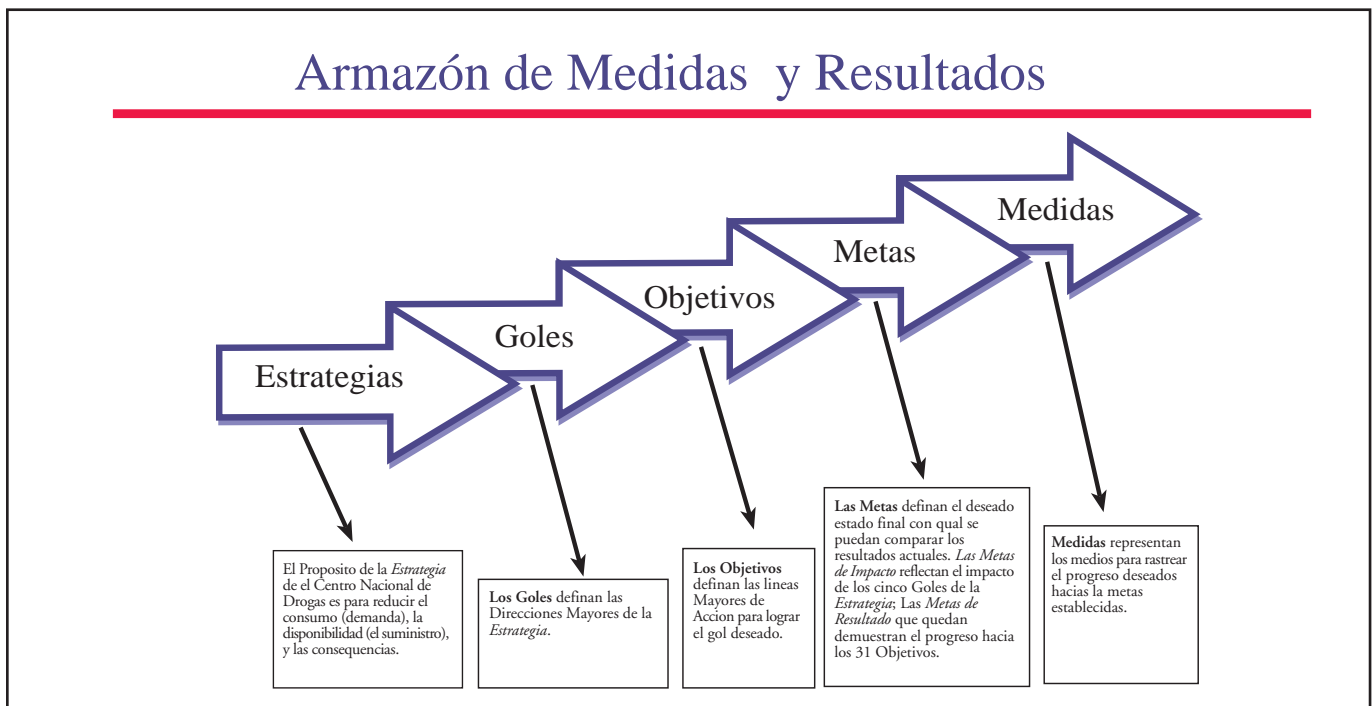 Armazón de Medidas y Resultados
Medidas
Metas
Objetivos
Goles
Estrategias
El Proposito de la Estrategia
de el Centro Nacional de
Drogas es para reducir el
consumo (demanda), la
disponibilidad (el suministro),
y las consequencias.
Los Goles definan las
Direcciones Mayores de la
Estrategia.
Los Objetivos
definan las lineas
Mayores de
Accion para lograr
el gol deseado.
Las Metas definan el deseado
estado final con qual se
puedan comparar los
resultados actuales. Las Metas
de Impacto reflectan el impacto
de los cinco Goles de la
Estrategia; Las Metas de
Resultado que quedan
demuestran el progreso hacia
los 31 Objetivos.
Medidas representan
los medios para rastrear
el progreso deseados
hacias la metas
establecidas.